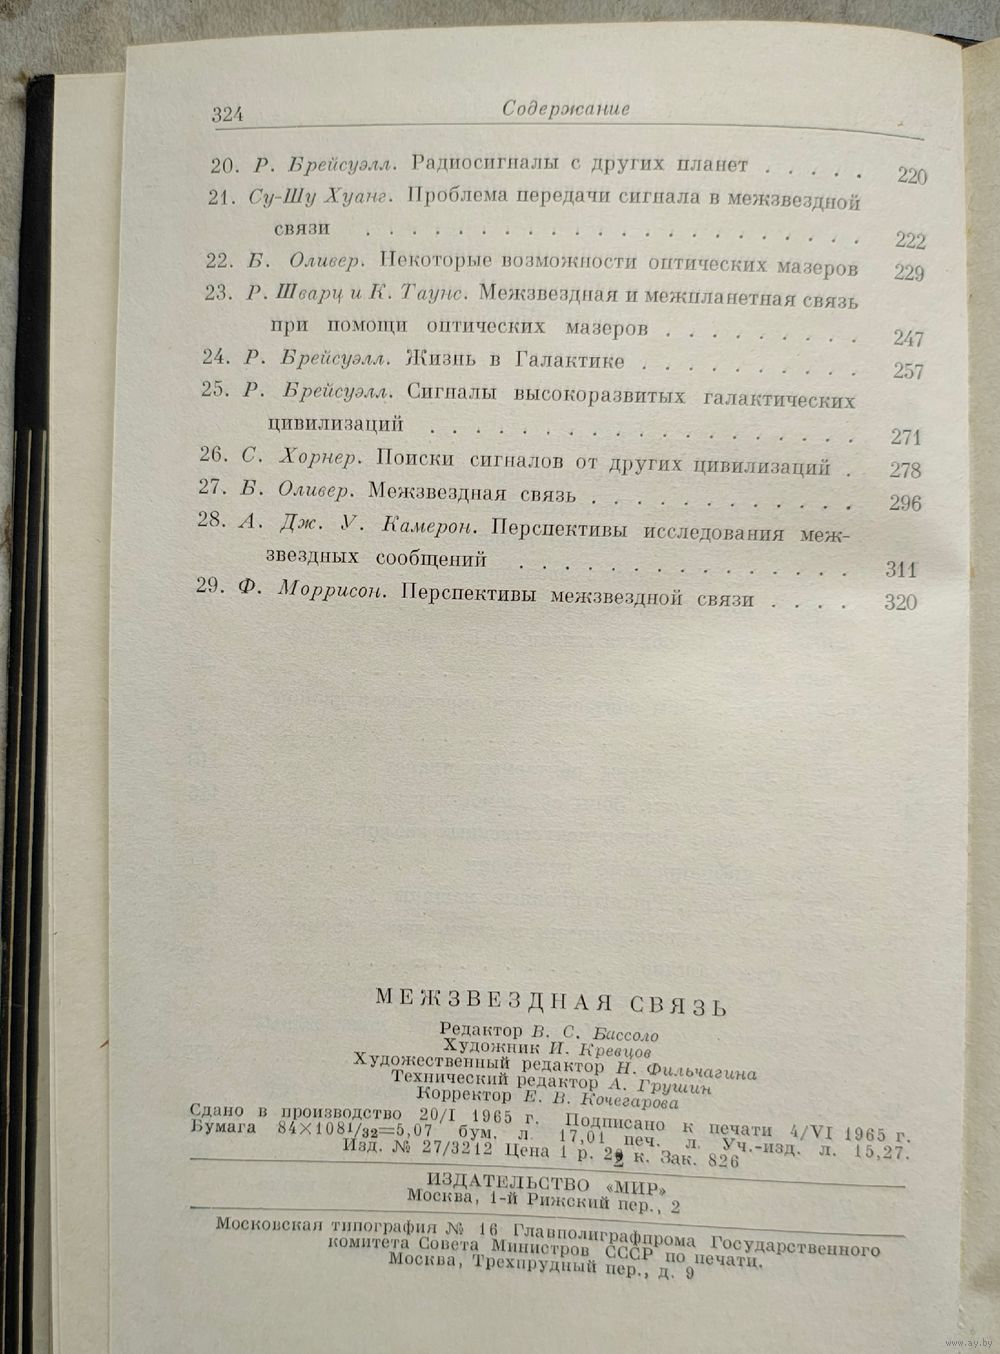 324 Содержание
20. Р. Брейсуэлл. Радиосигналы с других планет . . . . . 220
21. Су-Шу Хуанг. Проблема передачи сигнала в межзвездной
связи . . . . . . . . . . . . . . . . . . 222
22. Б. Оливер. Некоторые возможности оптических мазеров 229
23. Р. Шварц и К. Таунс. Межзвездная и межпланетная связь
при помощи оптических мазеров . . . . . . . . . 247
24. Р. Брейсуэлл. Жизнь в Галактике . . . . . . . . . 257
25. Р. Брейсуэлл. Сигналы высокоразвитых галактических
цивилизаций . . . . . . . . . . . . . . . . 271
26. С. Хорнер. Поиски сигналов от других цивилизаций . 278
27. Б. Оливер. Межзвездная связь . . . . . . . . . . . 296
28. А. Дж. У. Камерон. Перспективы исследования меж-
звездных сообщений . . . . . . . . . . . . . 311
29. Ф. Моррисон. Перспективы межзвездной связи . . . . 320
МЕЖЗВЕЗДНАЯ СВЯЗЬ
Редактор В. С. Бассоло
Художник И. Кревцов
Художественный редактор Н. Фильчагина
Технический редактор А. Грушин
Корректор Е. В. Кочегарова
Сдано в производство 20/I 1965 г. Подписано к печати 4/VI 1965 г.
Бумага 84×108 1/32=5,07 бум. л. 17,01 печ. л. Уч.-изд. л. 15,27.
Изд. № 27/3212 Цена 1 р. к. Зак. 826
ИЗДАТЕЛЬСТВО «МИР»
Москва, 1-й Рижский пер., 2
Московская типография № 16 Главполиграфпрома Государственного
комитета Совета Министров СССР по печати.
Москва, Трехпрудный пер., д. 9
www.ay.by